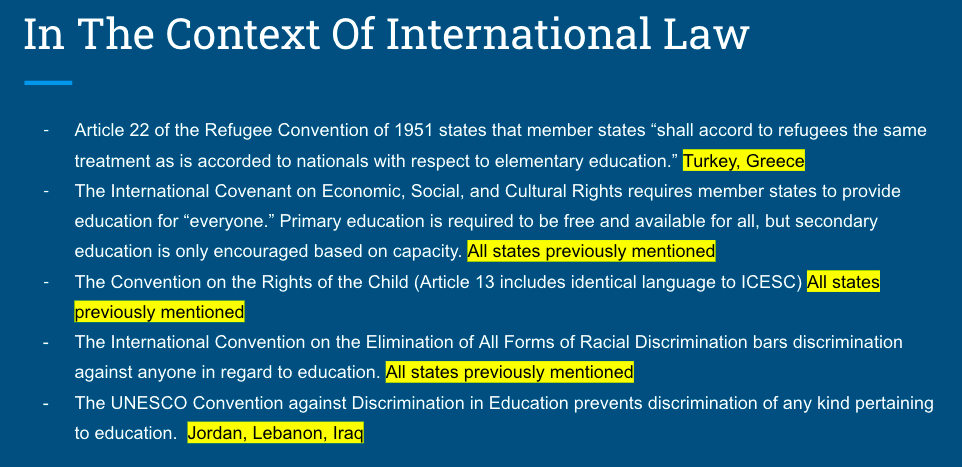 In The Context Of International Law
- Article 22 of the Refugee Convention of 1951 states that member states “shall accord to refugees the same
treatment as is accorded to nationals with respect to elementary education.” Turkey, Greece
- The International Covenant on Economic, Social, and Cultural Rights requires member states to provide
education for “everyone.” Primary education is required to be free and available for all, but secondary
education is only encouraged based on capacity. All states previously mentioned
- The Convention on the Rights of the Child (Article 13 includes identical language to ICESC) All states
previously mentioned
- The International Convention on the Elimination of All Forms of Racial Discrimination bars discrimination
against anyone in regard to education. All states previously mentioned
- The UNESCO Convention against Discrimination in Education prevents discrimination of any kind pertaining
to education. Jordan, Lebanon, Iraq